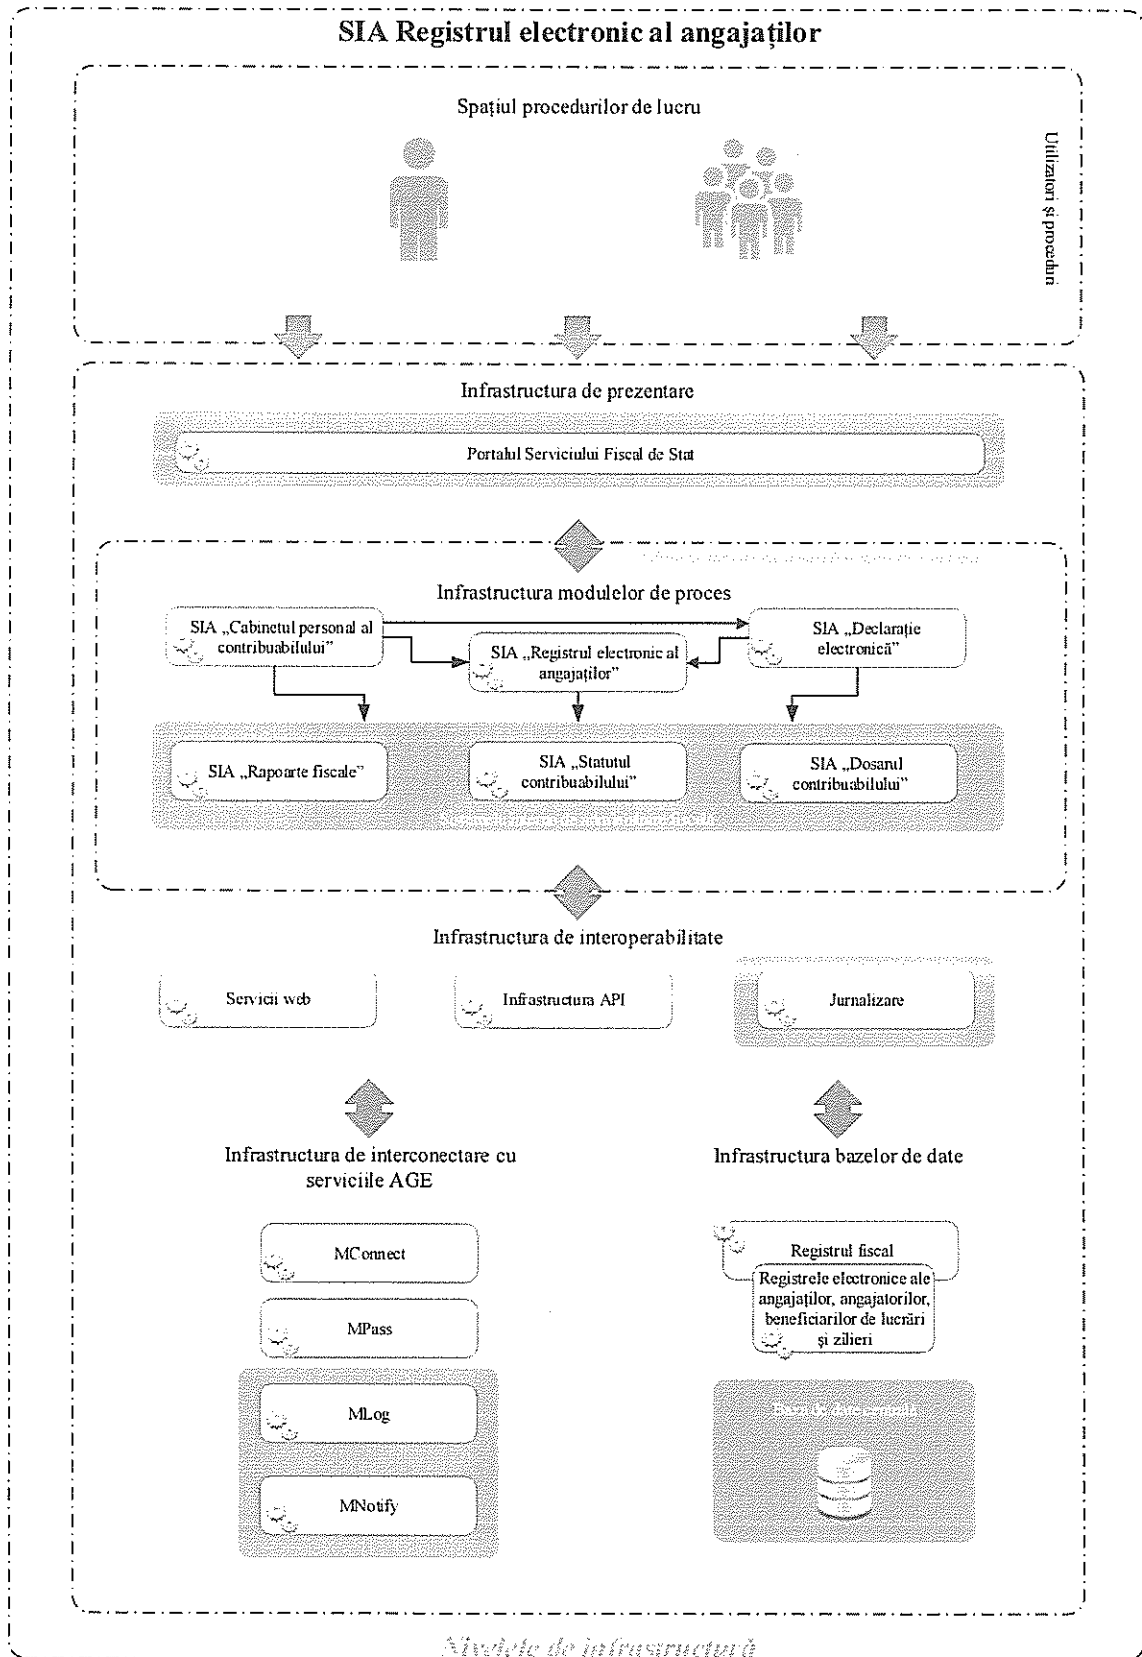 SIA Registrul electronic al angajaților
Spațiul procedurilor de lucru
Utilizatori și proceduri
Infrastructura de prezentare
Portalul Serviciului Fiscal de Stat
Infrastructura modulelor de proces
SIA „Cabinetul personal al
contribuabilului”
SIA „Registrul electronic al
angajaților”
SIA „Declarație
electronică”
SIA „Rapoarte fiscale”
SIA „Statutul
contribuabilului”
SIA „Dosarul
contribuabilului”
Infrastructura de interoperabilitate
Servicii web
Infrastructura API
Jurnalizare
Infrastructura de interconectare cu
serviciile AGE
Infrastructura bazelor de date
MConnect
MPass
MLog
MNotify
Registrul fiscal
Registrele electronice ale
angajaților, angajatorilor,
beneficiarilor de lucrări
și zilieri
Baza de date centrală
Nivelele de infrastructură